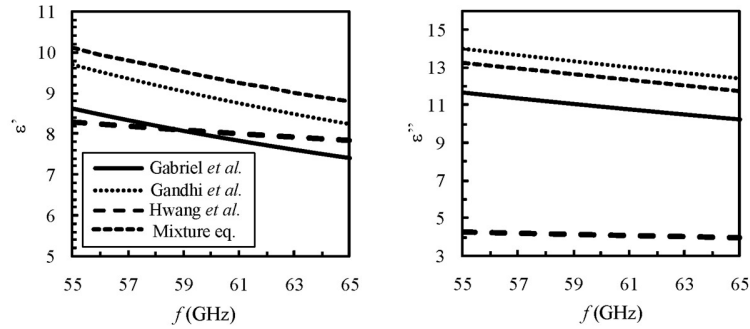 11
10
9
8
7
6
5
ε'
Gabriel et al.
Gandhi et al.
Hwang et al.
Mixture eq.
55 57 59 61 63 65
f (GHz)
15
13
11
9
7
5
3
ε"
55 57 59 61 63 65
f (GHz)